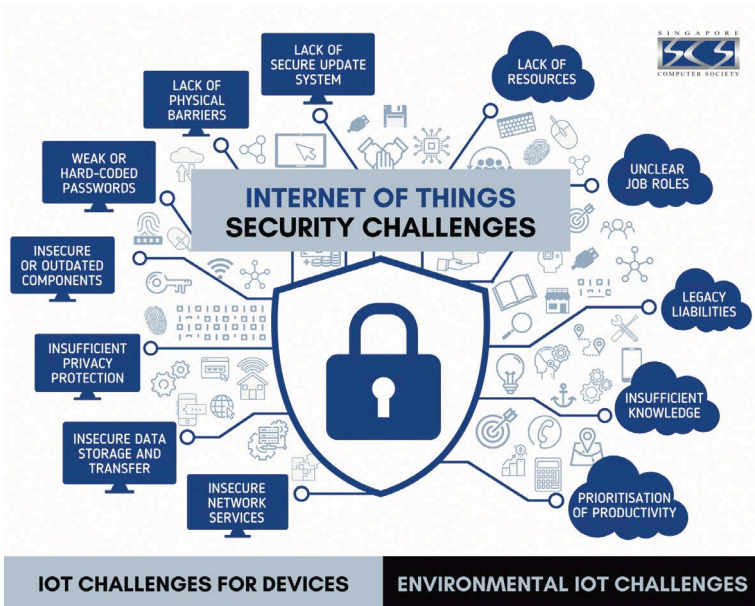 SINGAPORE
SCS
COMPUTER SOCIETY
LACK OF
SECURE UPDATE
SYSTEM
LACK OF
RESOURCES
LACK OF
PHYSICAL
BARRIERS
WEAK OR
HARD-CODED
PASSWORDS
UNCLEAR
JOB ROLES
INTERNET OF THINGS
SECURITY CHALLENGES
INSECURE
OR OUTDATED
COMPONENTS
LEGACY
LIABILITIES
INSUFFICIENT
PRIVACY
PROTECTION
INSUFFICIENT
KNOWLEDGE
INSECURE DATA
STORAGE AND
TRANSFER
INSECURE
NETWORK
SERVICES
PRIORITISATION
OF PRODUCTIVITY
IOT CHALLENGES FOR DEVICES
ENVIRONMENTAL IOT CHALLENGES